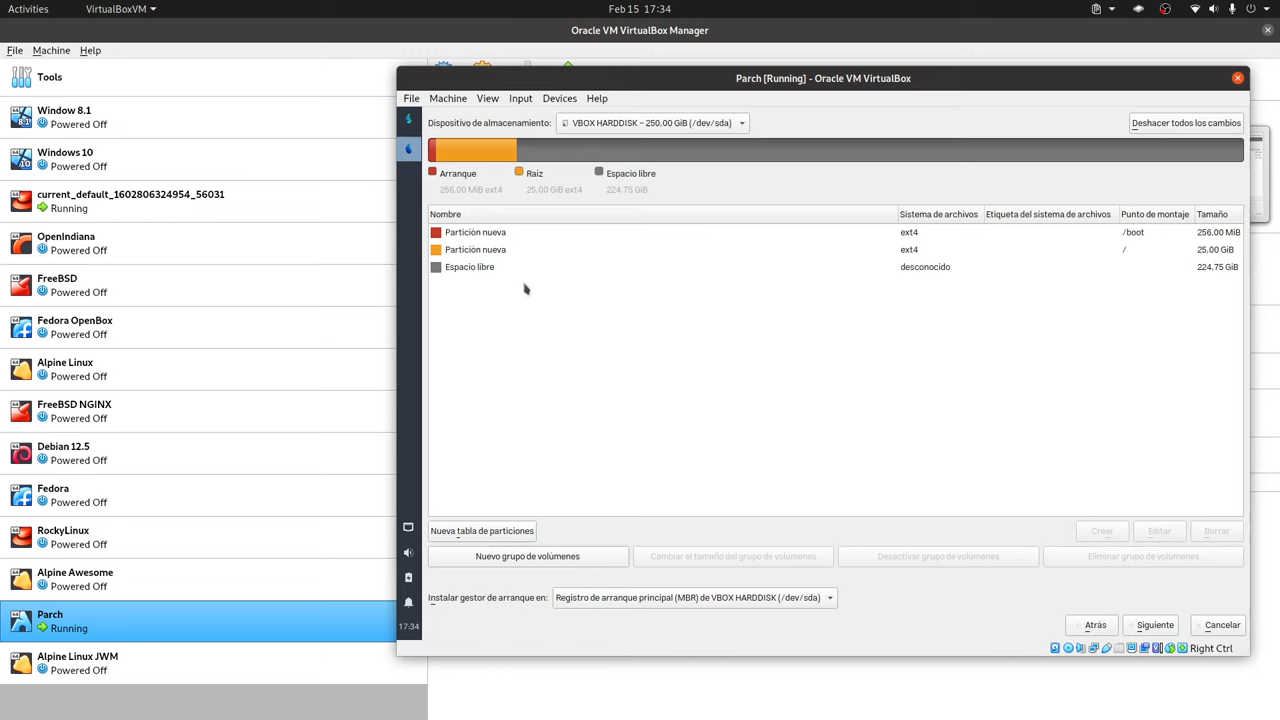 Activities VirtualBoxVM Feb 15 17:34
Oracle VM VirtualBox Manager
File Machine Help
Tools
Window 8.1
Powered Off
Windows 10
Powered Off
current_default_1602806324954_56031
Running
OpenIndiana
Powered Off
FreeBSD
Powered Off
Fedora OpenBox
Powered Off
Alpine Linux
Powered Off
FreeBSD NGINX
Powered Off
Debian 12.5
Powered Off
Fedora
Powered Off
RockyLinux
Powered Off
Alpine Awesome
Powered Off
Parch
Running
Alpine Linux JWM
Powered Off
Parch [Running] - Oracle VM VirtualBox
File Machine View Input Devices Help
Dispositivo de almacenamiento: VBOX HARDDISK – 250,00 GiB (/dev/sda) Deshacer todos los cambios
Arranque Raíz Espacio libre
256,00 MiB ext4 25,00 GiB ext4 224,75 GiB
Nombre Sistema de archivos Etiqueta del sistema de archivos Punto de montaje Tamaño
Partición nueva ext4 /boot 256,00 MiB
Partición nueva ext4 / 25,00 GiB
Espacio libre desconocido 224,75 GiB
Nueva tabla de particiones Crear Editar Borrar
Nuevo grupo de volúmenes Cambiar el tamaño del grupo de volúmenes Desactivar grupo de volúmenes Eliminar grupo de volúmenes
Instalar gestor de arranque en: Registro de arranque principal (MBR) de VBOX HARDDISK (/dev/sda)
17:34 Atrás Siguiente Cancelar
Right Ctrl